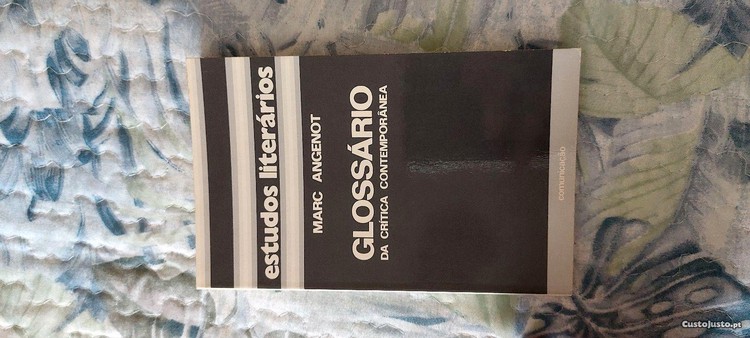 estudos literários
MARC ANGENOT
GLOSSÁRIO
DA CRÍTICA CONTEMPORÂNEA
comunicação
CustoJusto.pt